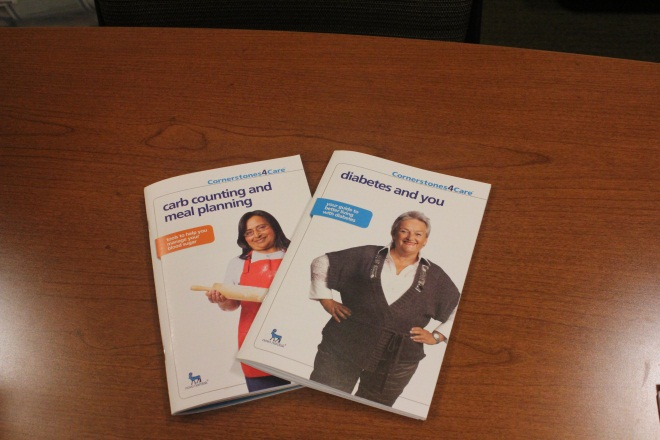 Cornerstones4Care
carb counting and
meal planning
tools to help you
manage your
blood sugar
Cornerstones4Care
diabetes and you
your guide to
better living
with diabetes